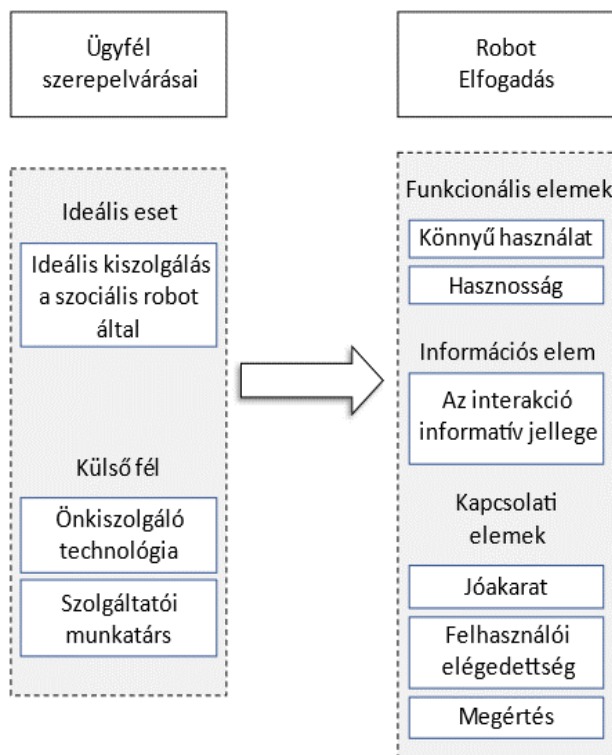 Ügyfél
szerepelvárásai
Ideális eset
Ideális kiszolgálás
a szociális robot
által
Külső fél
Önkiszolgáló
technológia
Szolgáltatói
munkatárs
Robot
Elfogadás
Funkcionális elemek
Könnyű használat
Hasznosság
Információs elem
Az interakció
informatív jellege
Kapcsolati
elemek
Jóakarat
Felhasználói
elégedettség
Megértés